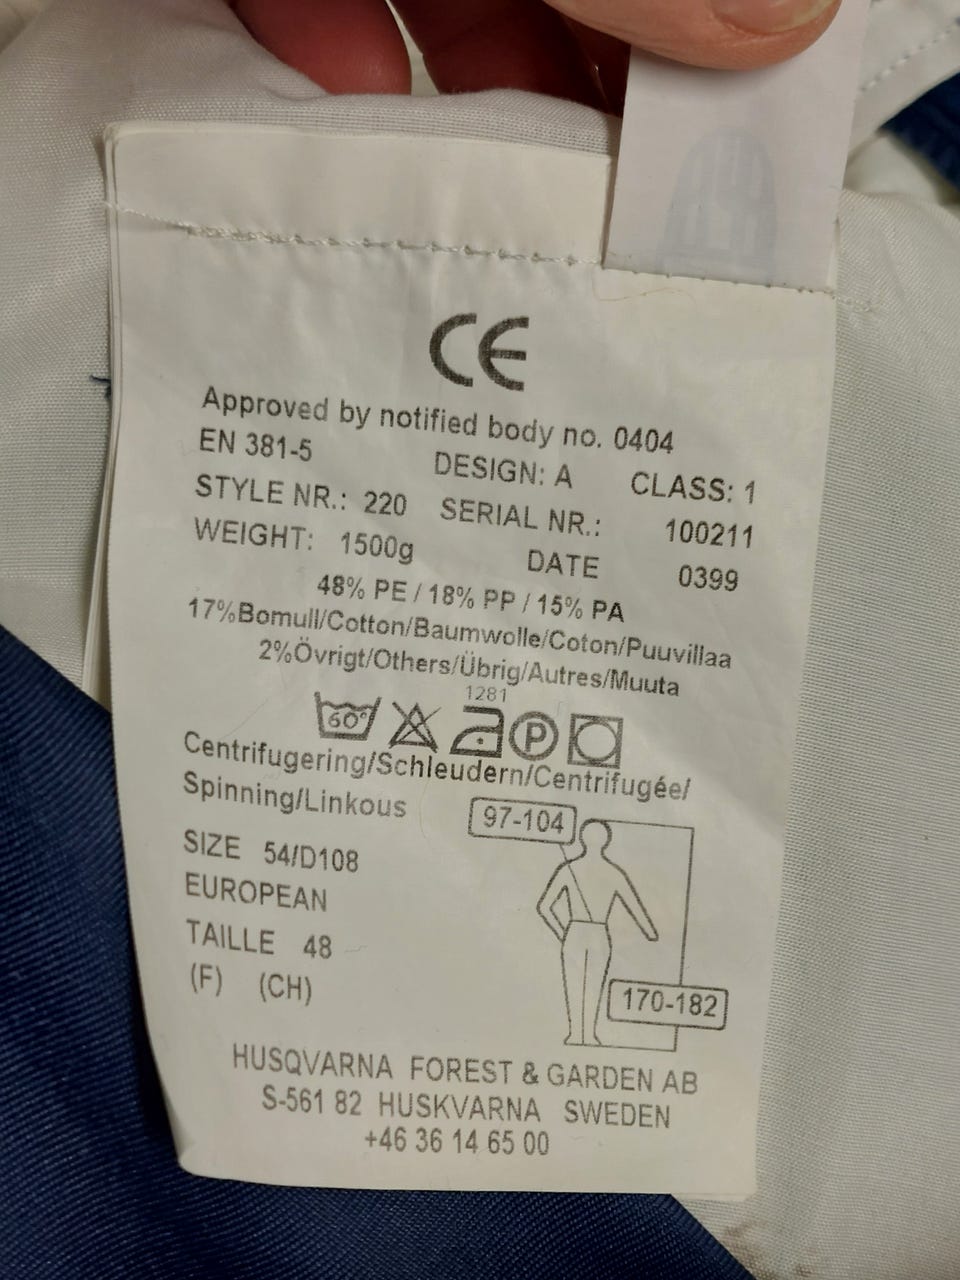 CE
Approved by notified body no. 0404
EN 381-5 DESIGN: A CLASS: 1
STYLE NR.: 220 SERIAL NR.: 100211
WEIGHT: 1500g DATE 0399
48% PE / 18% PP / 15% PA
17%Bomull/Cotton/Baumwolle/Coton/Puuvillaa
2%Övrigt/Others/Übrig/Autres/Muuta
1281
60° P
Centrifugering/Schleudern/Centrifugée/
Spinning/Linkous
97-104
SIZE 54/D108
EUROPEAN
TAILLE 48
(F) (CH)
170-182
HUSQVARNA FOREST & GARDEN AB
S-561 82 HUSKVARNA SWEDEN
+46 36 14 65 00